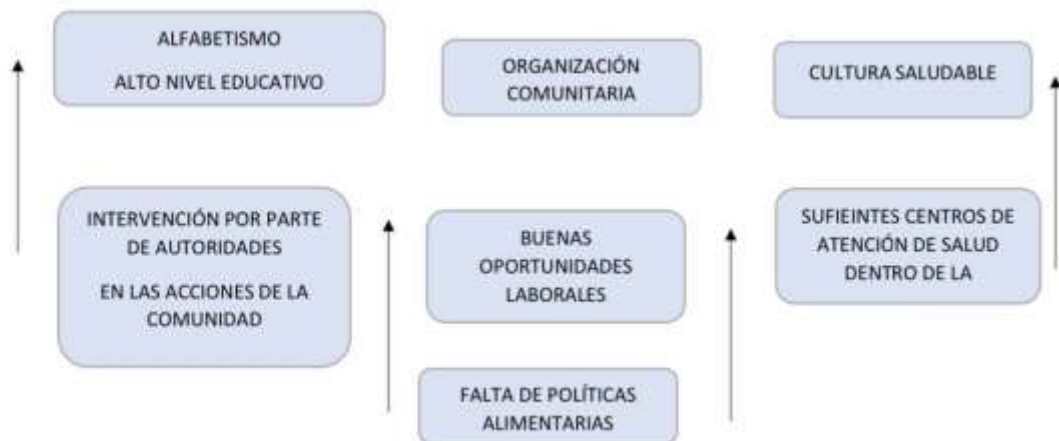 ALFABETISMO
ALTO NIVEL EDUCATIVO
ORGANIZACIÓN
COMUNITARIA
CULTURA SALUDABLE
INTERVENCIÓN POR PARTE
DE AUTORIDADES
EN LAS ACCIONES DE LA
COMUNIDAD
BUENAS
OPORTUNIDADES
LABORALES
SUFIEINTES CENTROS DE
ATENCIÓN DE SALUD
DENTRO DE LA
FALTA DE POLÍTICAS
ALIMENTARIAS